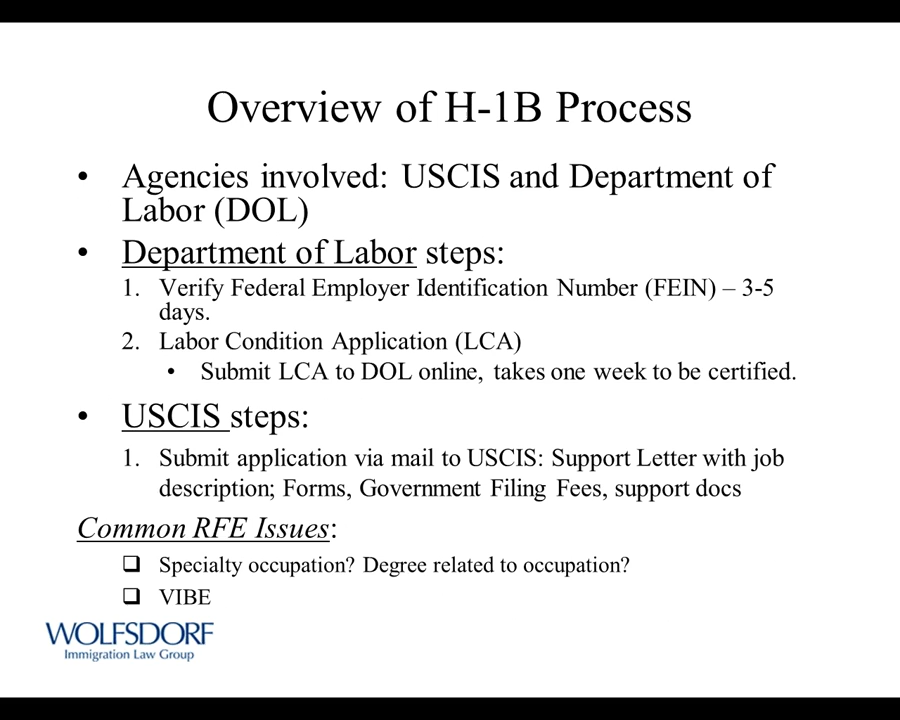 Overview of H-1B Process
• Agencies involved: USCIS and Department of
Labor (DOL)
• Department of Labor steps:
1. Verify Federal Employer Identification Number (FEIN) – 3-5
days.
2. Labor Condition Application (LCA)
• Submit LCA to DOL online, takes one week to be certified.
• USCIS steps:
1. Submit application via mail to USCIS: Support Letter with job
description; Forms, Government Filing Fees, support docs
Common RFE Issues:
❑ Specialty occupation? Degree related to occupation?
❑ VIBE
WOLFSDORF
Immigration Law Group